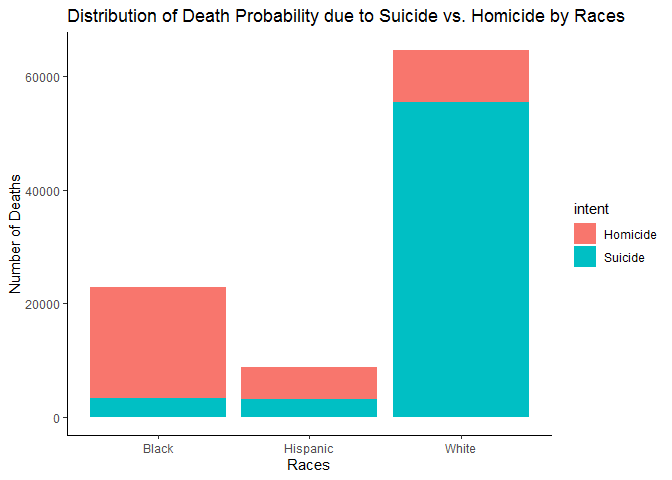 Distribution of Death Probability due to Suicide vs. Homicide by Races
Number of Deaths
60000
40000
20000
0
Black
Hispanic
White
Races
intent
Homicide
Suicide